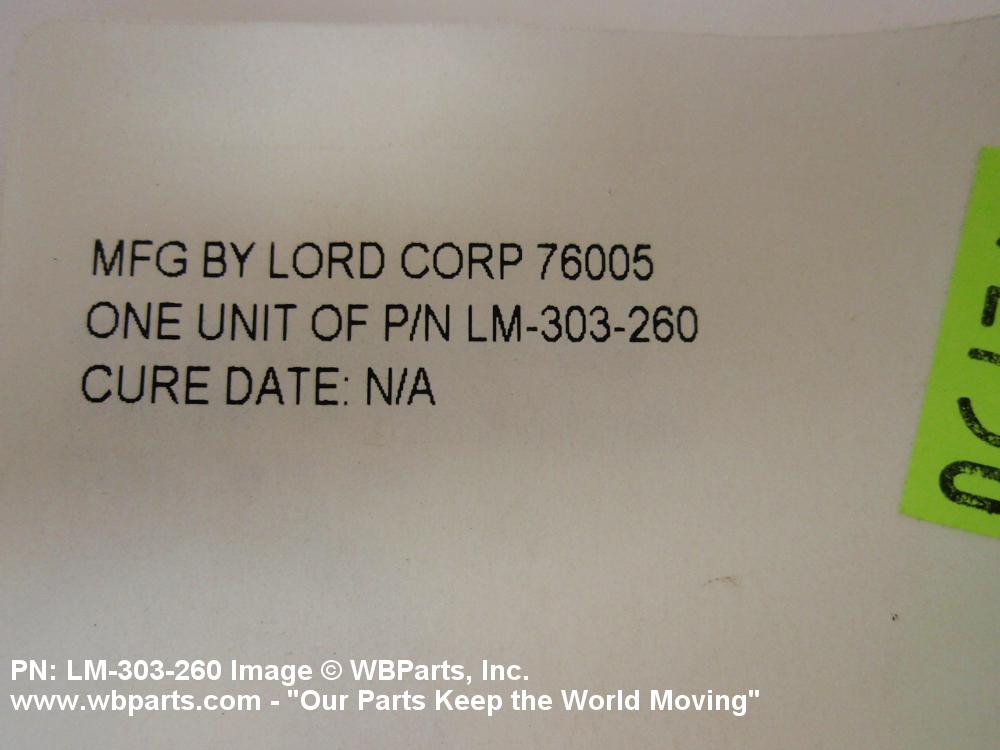 MFG BY LORD CORP 76005
ONE UNIT OF P/N LM-303-260
CURE DATE: N/A
PN: LM-303-260 Image © WBParts, Inc.
www.wbparts.com - "Our Parts Keep the World Moving"